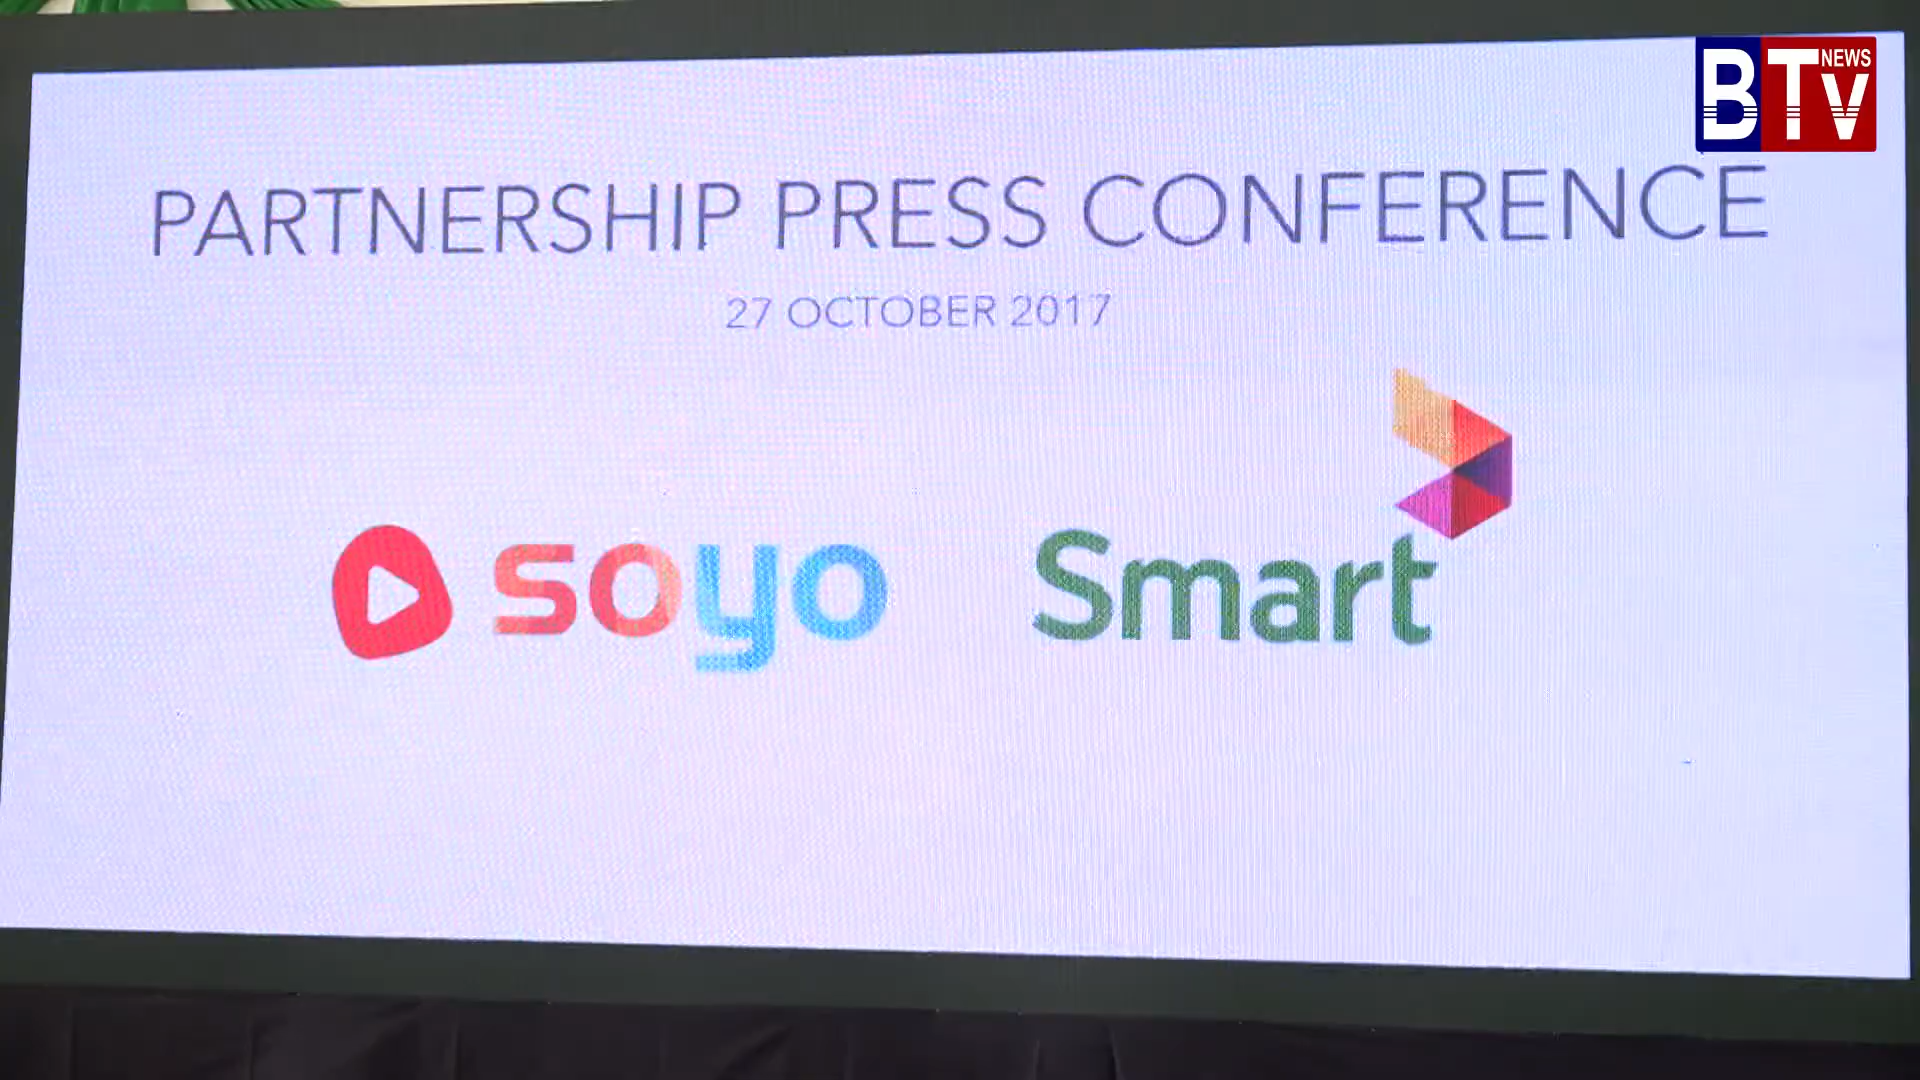 BTV NEWS
PARTNERSHIP PRESS CONFERENCE
27 OCTOBER 2017
soyo
Smart